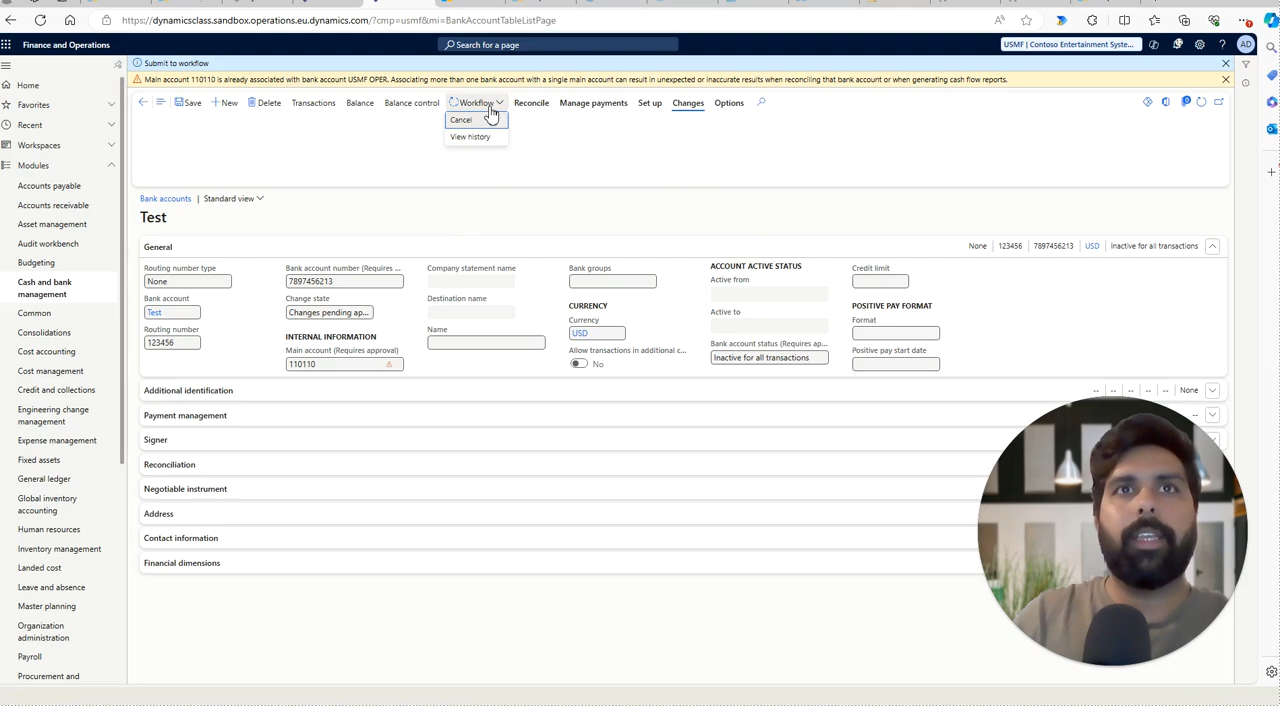 https://dynamicsclass.sandbox.operations.eu.dynamics.com/?cmp=usmf&mi=BankAccountTableListPage
Finance and Operations
Search for a page
USMF | Contoso Entertainment Syste...
AD
Submit to workflow
Main account 110110 is already associated with bank account USMF OPER. Associating more than one bank account with a single main account can result in unexpected or inaccurate results when reconciling that bank account or when generating cash flow reports.
Save New Delete Transactions Balance Balance control Workflow Reconcile Manage payments Set up Changes Options
Cancel
View history
Home
Favorites
Recent
Workspaces
Modules
Accounts payable
Accounts receivable
Asset management
Audit workbench
Budgeting
Cash and bank
management
Common
Consolidations
Cost accounting
Cost management
Credit and collections
Engineering change
management
Expense management
Fixed assets
General ledger
Global inventory
accounting
Human resources
Inventory management
Landed cost
Leave and absence
Master planning
Organization
administration
Payroll
Procurement and
Bank accounts | Standard view
Test
General
None 123456 7897456213 USD Inactive for all transactions
Routing number type
None
Bank account
Test
Routing number
123456
Bank account number (Requires ...
7897456213
Change state
Changes pending ap...
INTERNAL INFORMATION
Main account (Requires approval)
110110
Company statement name
Destination name
Name
Bank groups
CURRENCY
Currency
USD
Allow transactions in additional c...
No
ACCOUNT ACTIVE STATUS
Active from
Active to
Bank account status (Requires ap...
Inactive for all transactions
Credit limit
POSITIVE PAY FORMAT
Format
Positive pay start date
Additional identification
-- -- -- -- -- None
Payment management
--
Signer
Reconciliation
Negotiable instrument
Address
Contact information
Financial dimensions